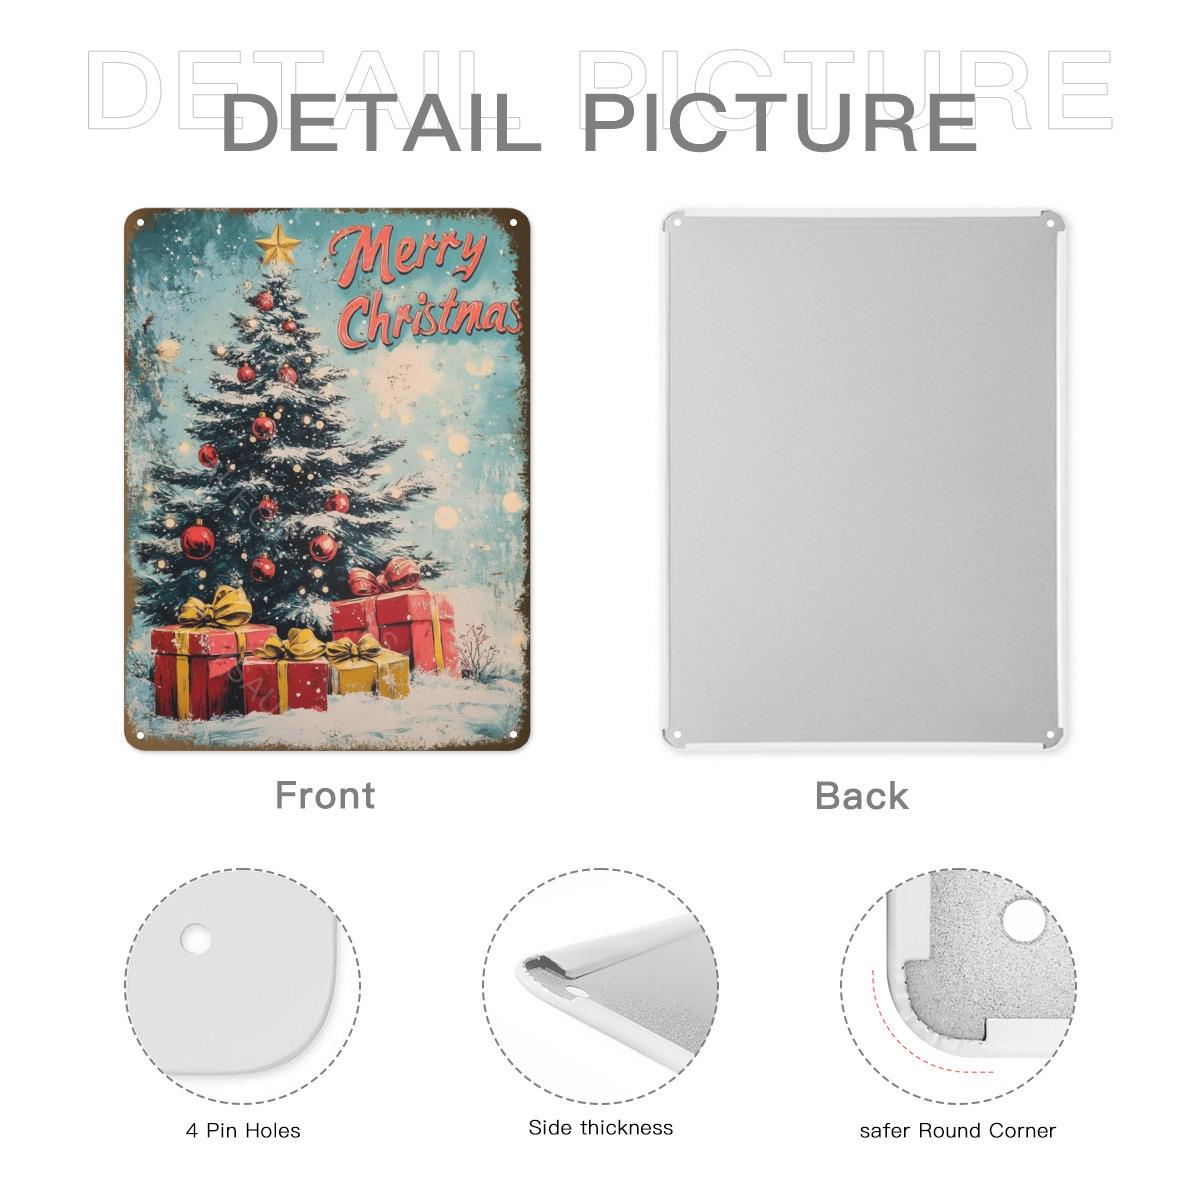 DETAIL PICTURE
DETAIL PICTURE
Merry
Christmas
Front
Back
4 Pin Holes
Side thickness
safer Round Corner